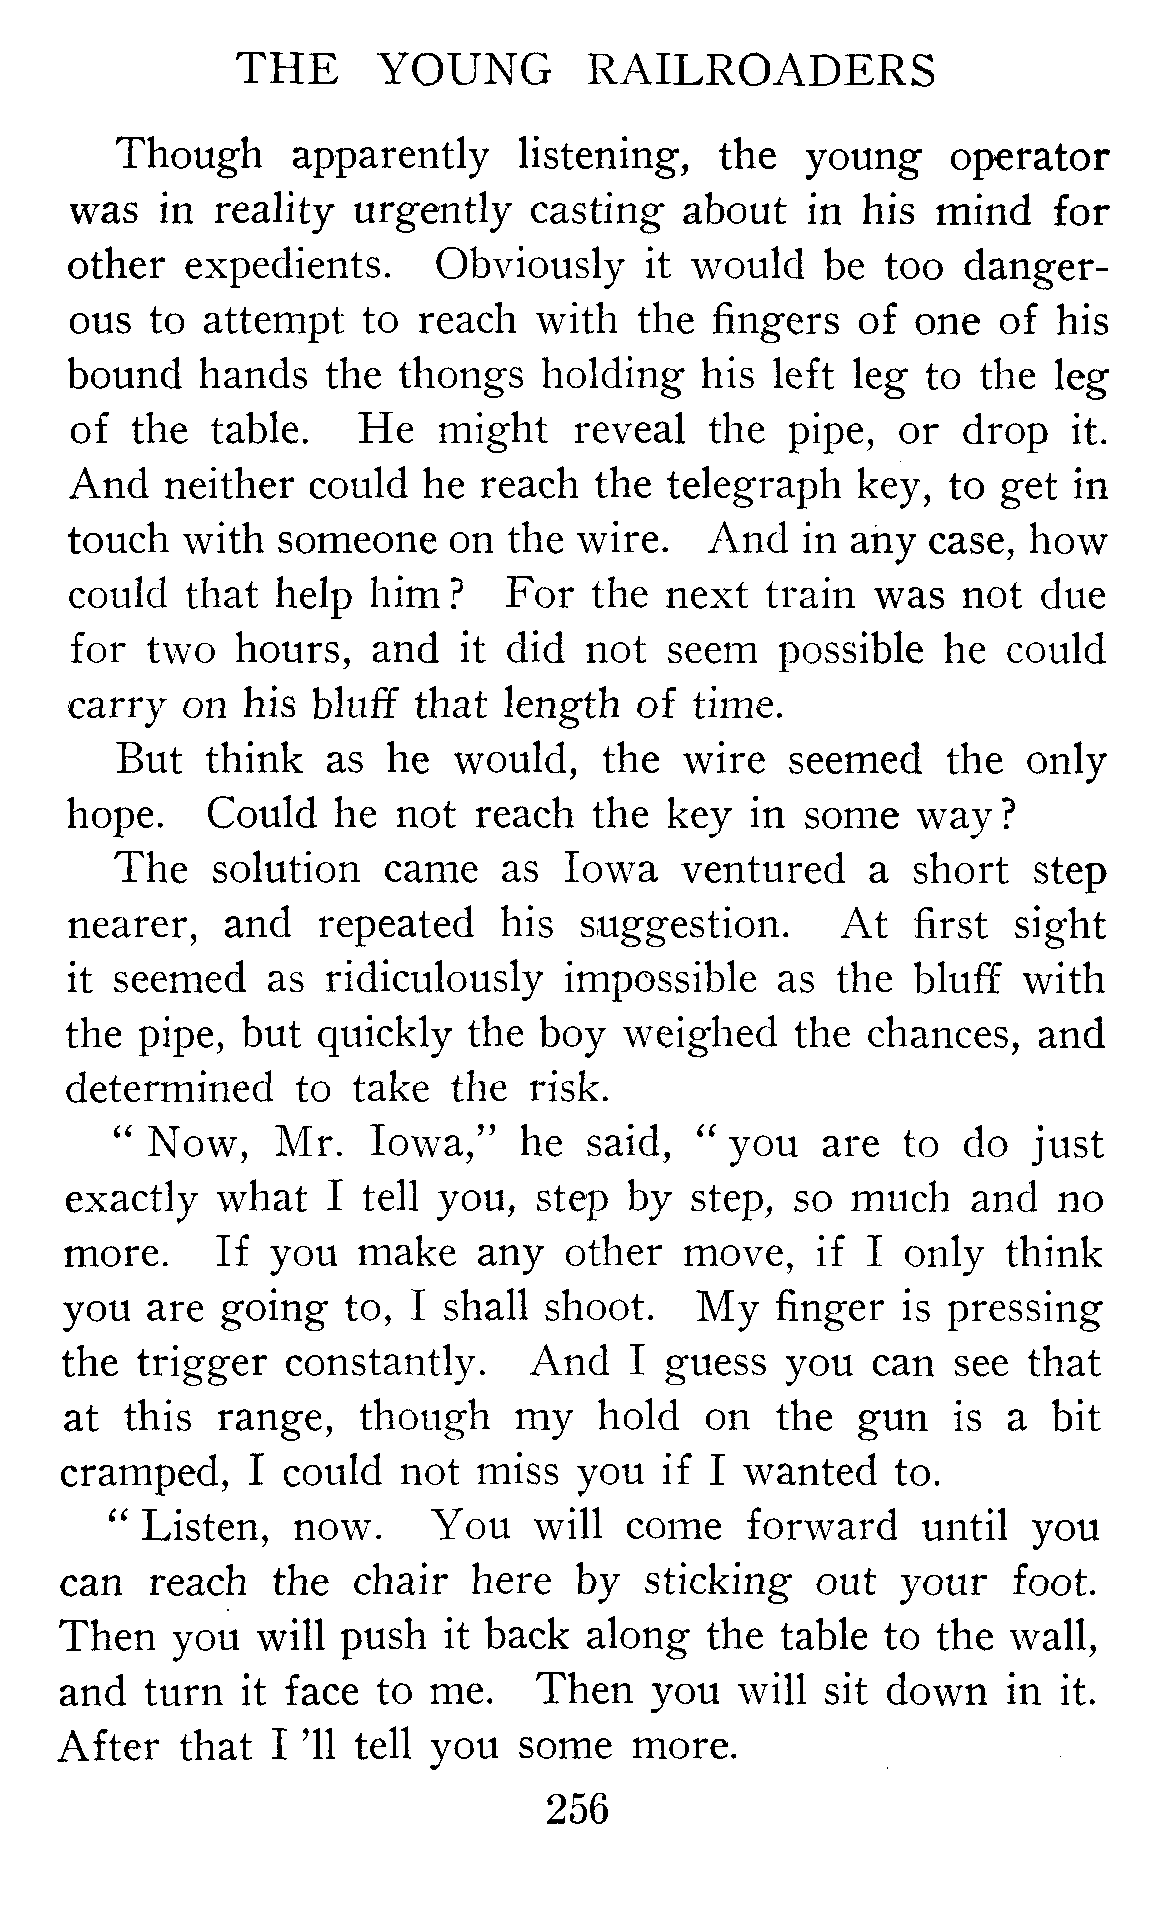 THE YOUNG RAILROADERS
Though apparently listening, the young operator
was in reality urgently casting about in his mind for
other expedients. Obviously it would be too danger-
ous to attempt to reach with the fingers of one of his
bound hands the thongs holding his left leg to the leg
of the table. He might reveal the pipe, or drop it.
And neither could he reach the telegraph key, to get in
touch with someone on the wire. And in any case, how
could that help him? For the next train was not due
for two hours, and it did not seem possible he could
carry on his bluff that length of time.
But think as he would, the wire seemed the only
hope. Could he not reach the key in some way?
The solution came as Iowa ventured a short step
nearer, and repeated his suggestion. At first sight
it seemed as ridiculously impossible as the bluff with
the pipe, but quickly the boy weighed the chances, and
determined to take the risk.
“ Now, Mr. Iowa,” he said, “ you are to do just
exactly what I tell you, step by step, so much and no
more. If you make any other move, if I only think
you are going to, I shall shoot. My finger is pressing
the trigger constantly. And I guess you can see that
at this range, though my hold on the gun is a bit
cramped, I could not miss you if I wanted to.
“ Listen, now. You will come forward until you
can reach the chair here by sticking out your foot.
Then you will push it back along the table to the wall,
and turn it face to me. Then you will sit down in it.
After that I ’ll tell you some more.
256